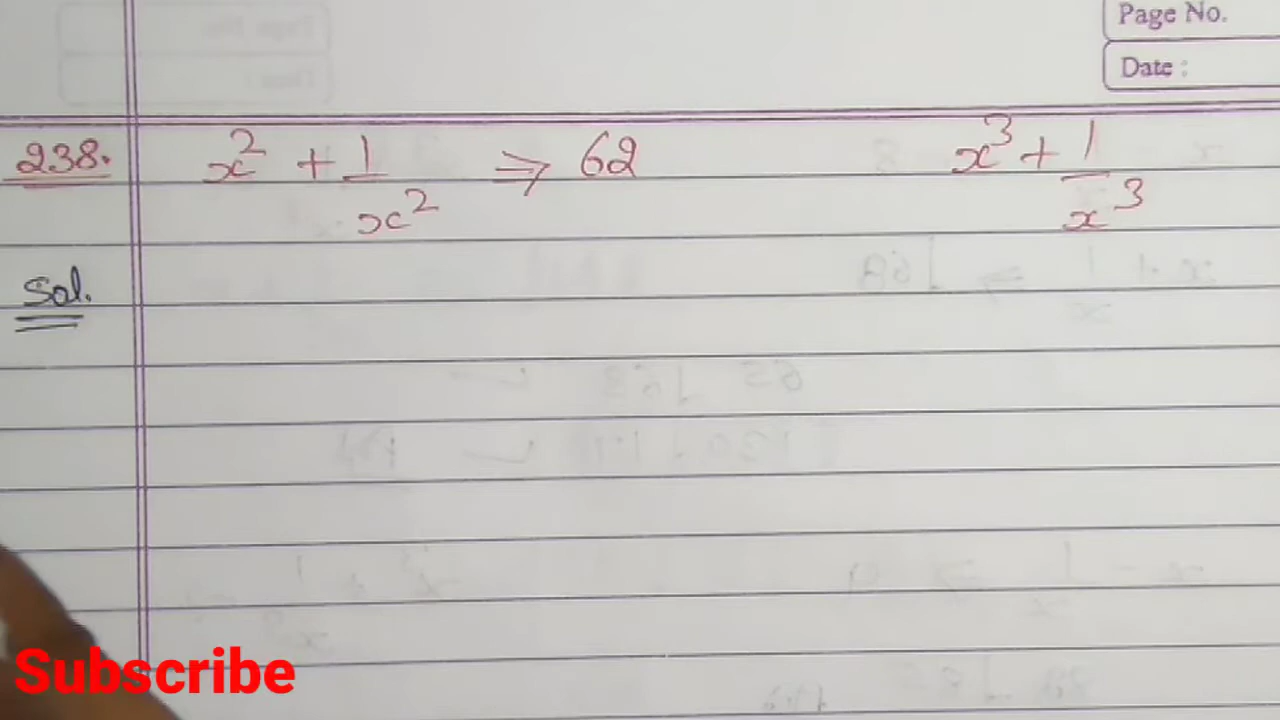 Page No.
Date :
238. x² + 1/x² ⇒ 62 x³ + 1/x³
Sol.
Subscribe